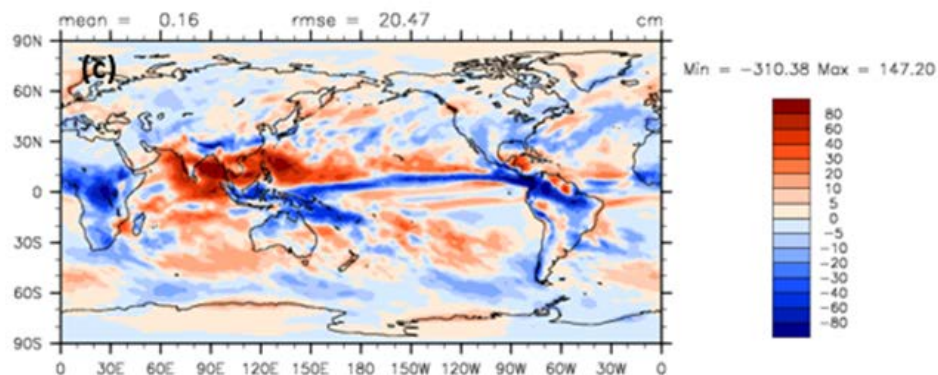 mean = 0.16 rmse = 20.47 cm
90N
(c)
60N
30N
0
30S
60S
90S
0 30E 60E 90E 120E 150E 180 150W 120W 90W 60W 30W 0
Min = -310.38 Max = 147.20
80
60
40
30
20
10
5
0
-5
-10
-20
-30
-40
-60
-80